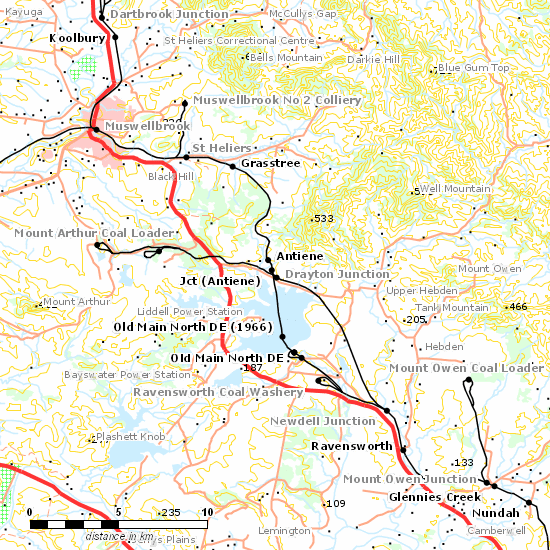 Kayuga
Dartbrook Junction
McCullys Gap
Koolbury
St Heliers Correctional Centre
Bells Mountain
Darkie Hill
Blue Gum Top
Muswellbrook No 2 Colliery
Muswellbrook
St Heliers
Grasstree
Black Hill
Well Mountain
533
Mount Arthur Coal Loader
Antiene
Mount Owen
Drayton Junction
Jct (Antiene)
Upper Hebden
Mount Arthur
Liddell Power Station
Tank Mountain
466
205
Old Main North DE (1966)
Hebden
Old Main North DE
187
Mount Owen Coal Loader
Bayswater Power Station
Ravensworth Coal Washery
Newdell Junction
Plashett Knob
Ravensworth
133
Mount Owen Junction
Glennies Creek
109
Nundah
235
0 5 10
distance in km
Lemington
Camberwell
Plains